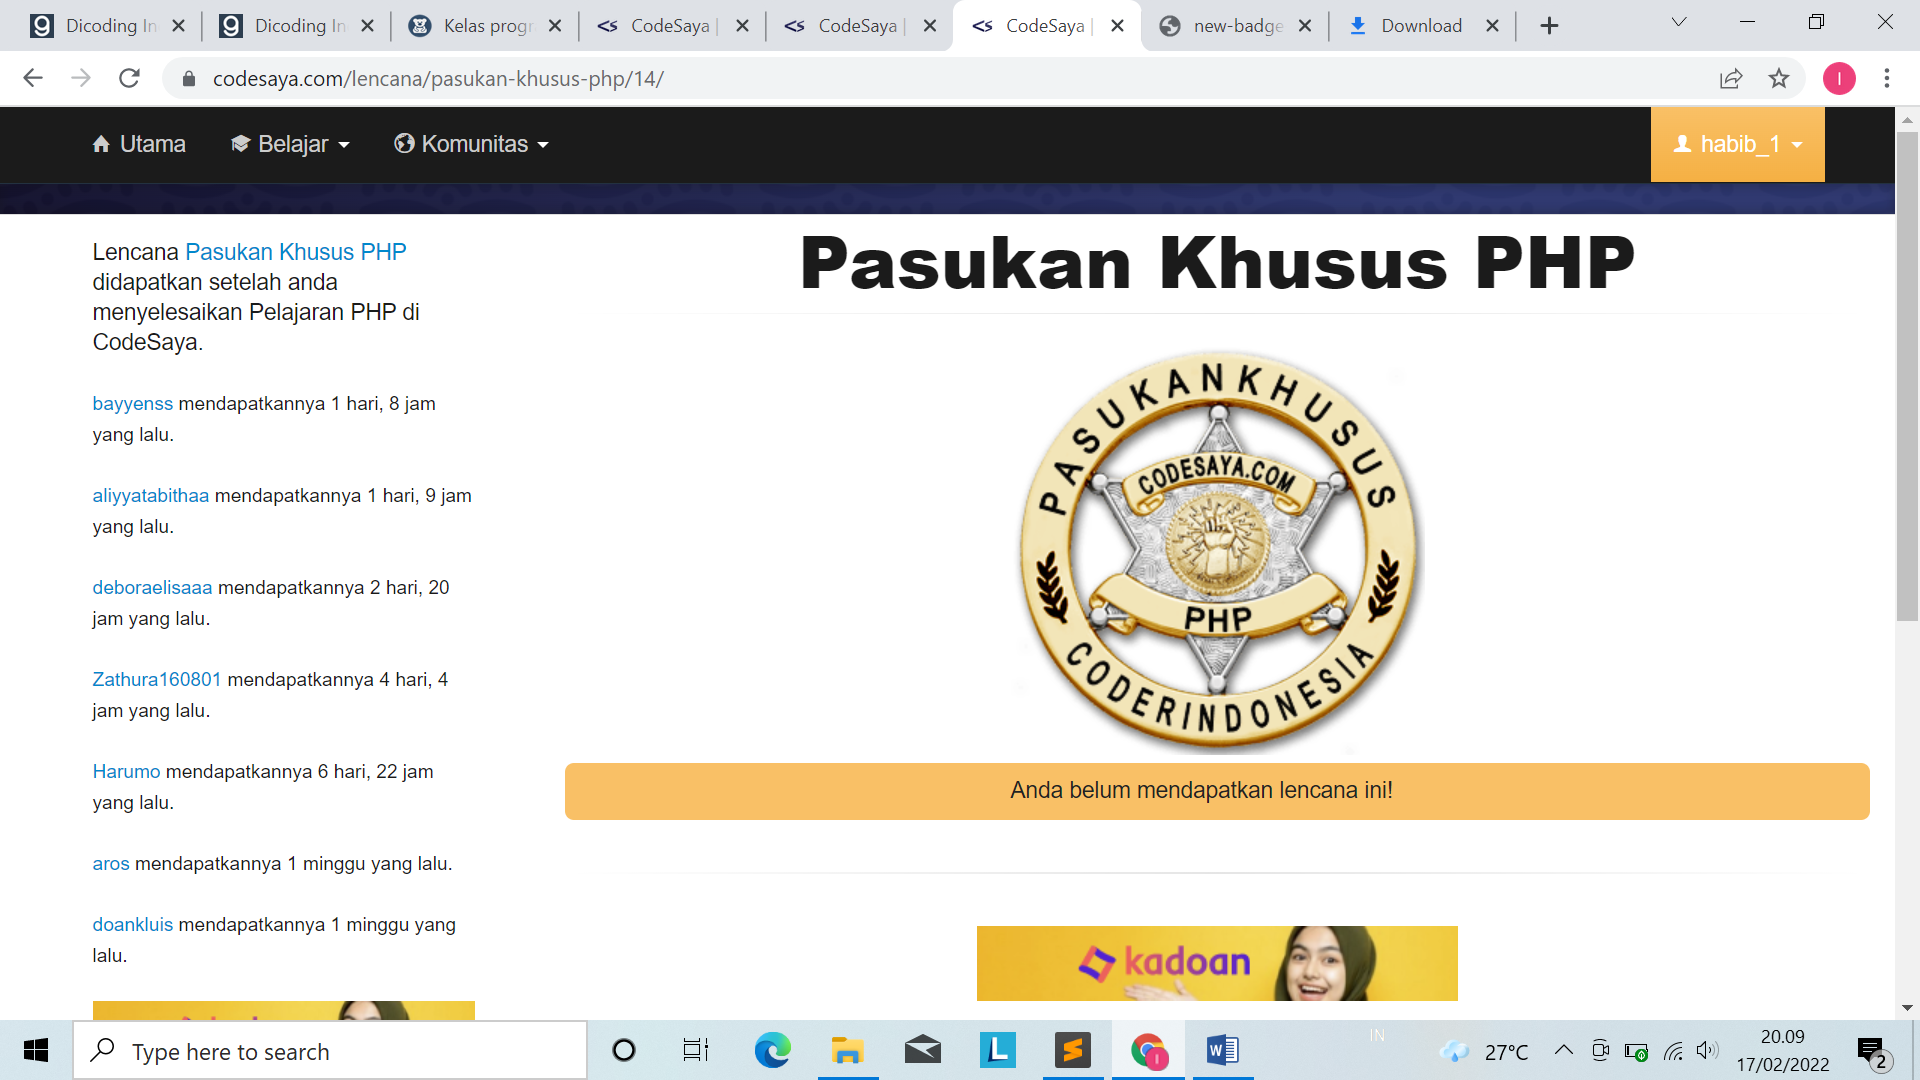 Dicoding In
Dicoding In
Kelas progr
CodeSaya |
CodeSaya |
CodeSaya |
new-badge
Download
codesaya.com/lencana/pasukan-khusus-php/14/
I
Utama
Belajar
Komunitas
habib_1
Lencana Pasukan Khusus PHP
didapatkan setelah anda
menyelesaikan Pelajaran PHP di
CodeSaya.
bayyenss mendapatkannya 1 hari, 8 jam
yang lalu.
aliyyatabithaa mendapatkannya 1 hari, 9 jam
yang lalu.
deboraelisaaa mendapatkannya 2 hari, 20
jam yang lalu.
Zathura160801 mendapatkannya 4 hari, 4
jam yang lalu.
Harumo mendapatkannya 6 hari, 22 jam
yang lalu.
aros mendapatkannya 1 minggu yang lalu.
doankluis mendapatkannya 1 minggu yang
lalu.
Pasukan Khusus PHP
PASUKANKHUSUS
CODESAYA.COM
PHP
CODERINDONESIA
Anda belum mendapatkan lencana ini!
kadoan
Type here to search
IN
27°C
20.09
17/02/2022
2